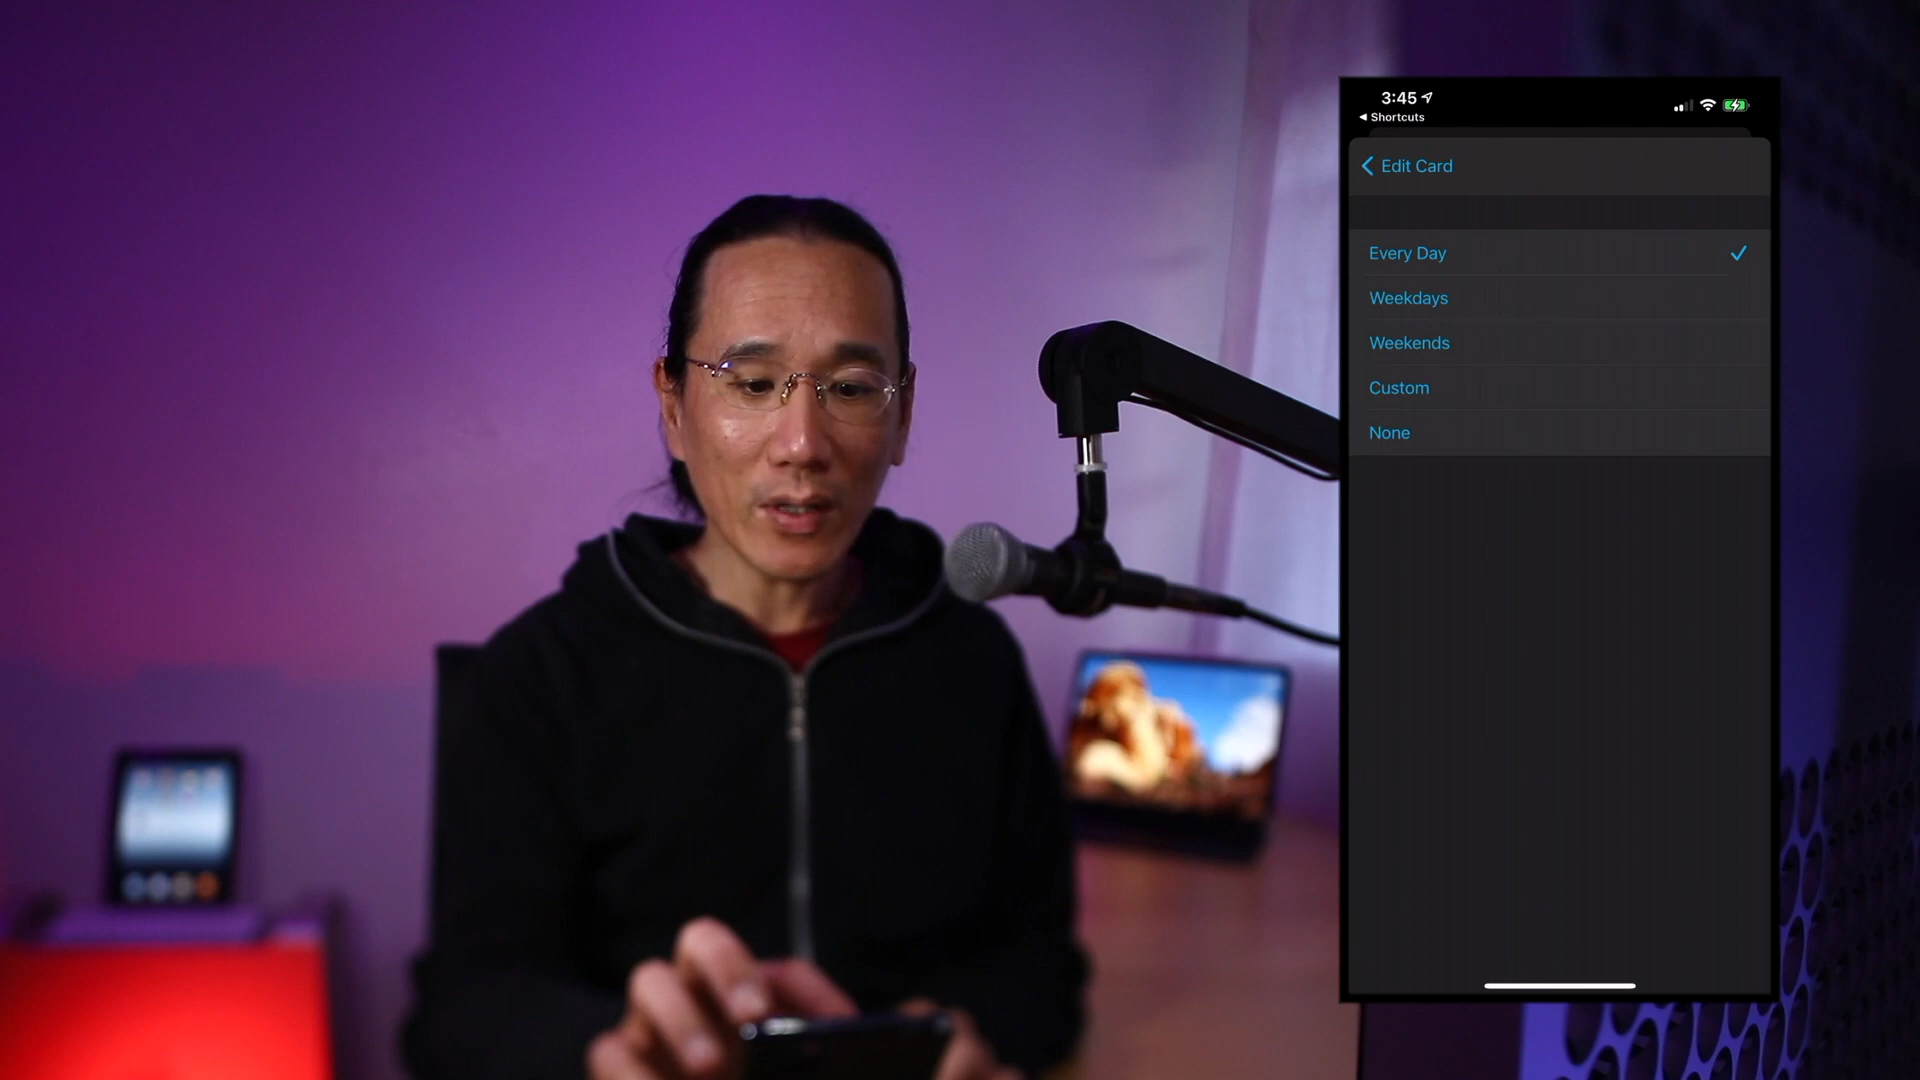 3:45
◀ Shortcuts
Edit Card
Every Day
Weekdays
Weekends
Custom
None